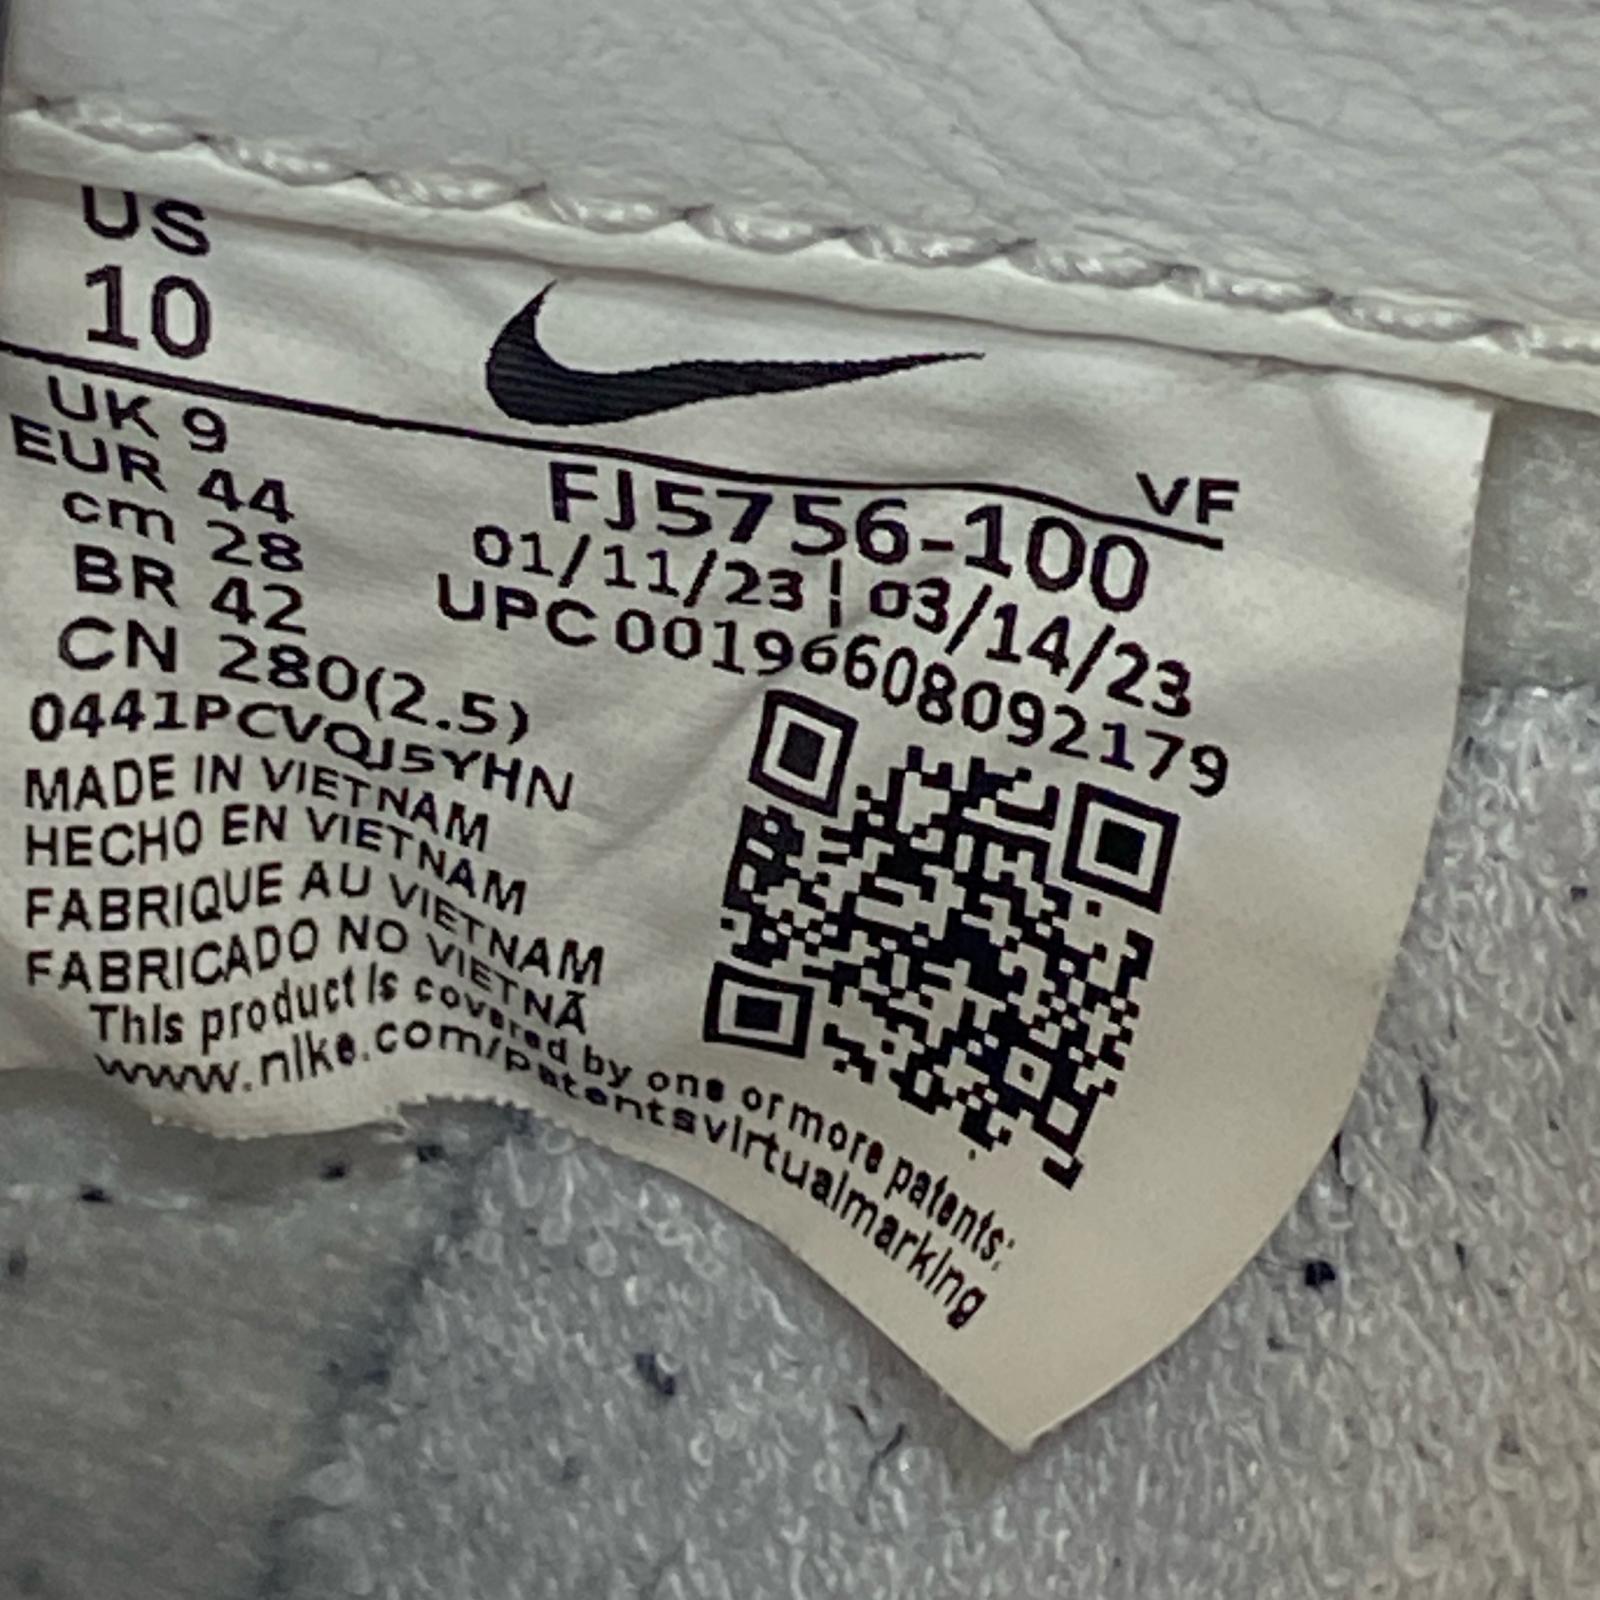 US
10
UK 9
EUR 44
cm 28
BR 42
CN 280(2.5)
0441PCVQJ5YHN
MADE IN VIETNAM
HECHO EN VIETNAM
FABRIQUE AU VIETNAM
FABRICADO NO VIETNÃ
This product is covered by one or more patents:
www.nike.com/patentsvirtualmarking
VF
FJ5756-100
01/11/23 ¦ 03/14/23
UPC 00196608092179